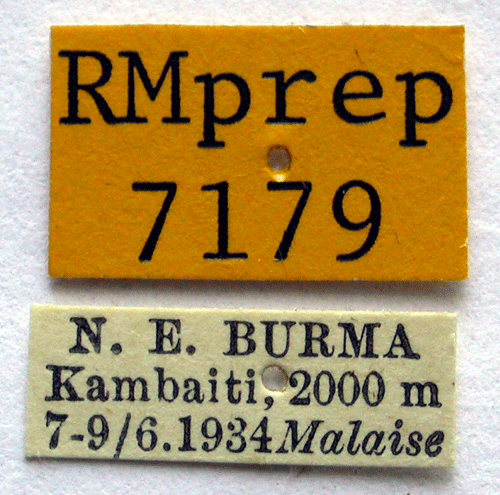 RMprep
7179
N. E. BURMA
Kambaiti, 2000 m
7-9/6.1934 Malaise